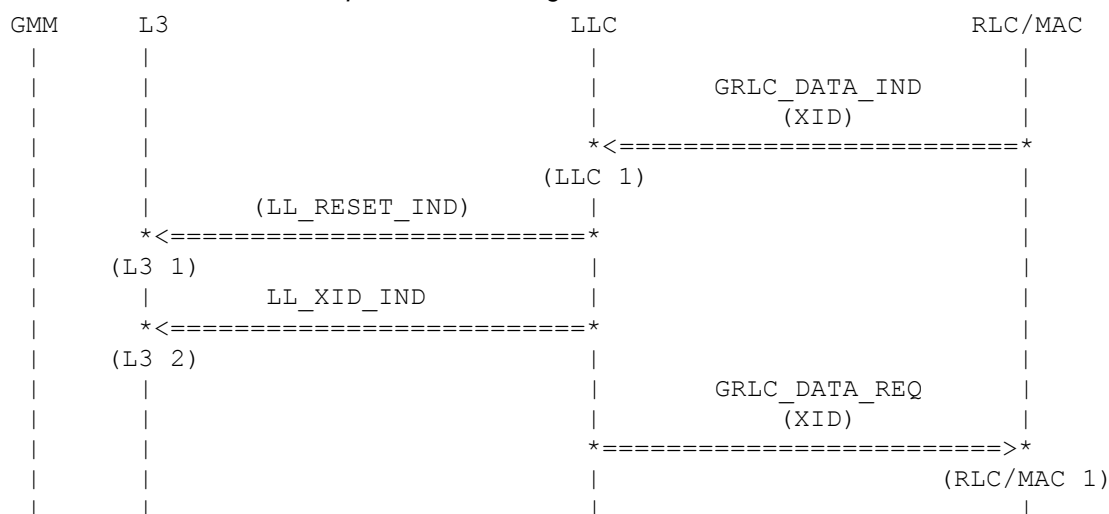 GMM L3 LLC RLC/MAC
GRLC_DATA_IND
(XID)
*<=========================*
(LLC 1)
(LL_RESET_IND)
*<==========================*
(L3 1)
LL_XID_IND
*<==========================*
(L3 2)
GRLC_DATA_REQ
(XID)
*=========================>*
(RLC/MAC 1)